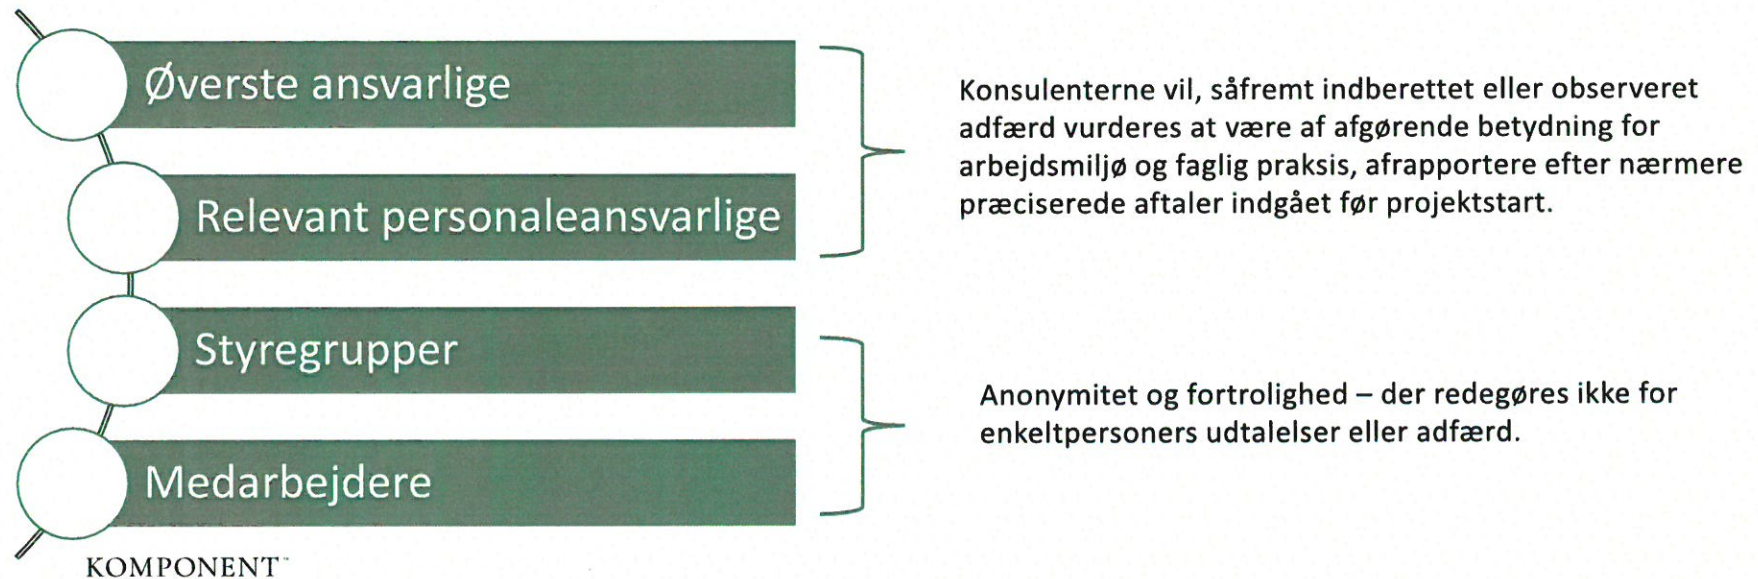 Øverste ansvarlige
Relevant personaleansvarlige
Konsulenterne vil, såfremt indberettet eller observeret
adfærd vurderes at være af afgørende betydning for
arbejdsmiljø og faglig praksis, afrapportere efter nærmere
præciserede aftaler indgået før projektstart.
Styregrupper
Medarbejdere
Anonymitet og fortrolighed – der redegøres ikke for
enkeltpersoners udtalelser eller adfærd.
KOMPONENT